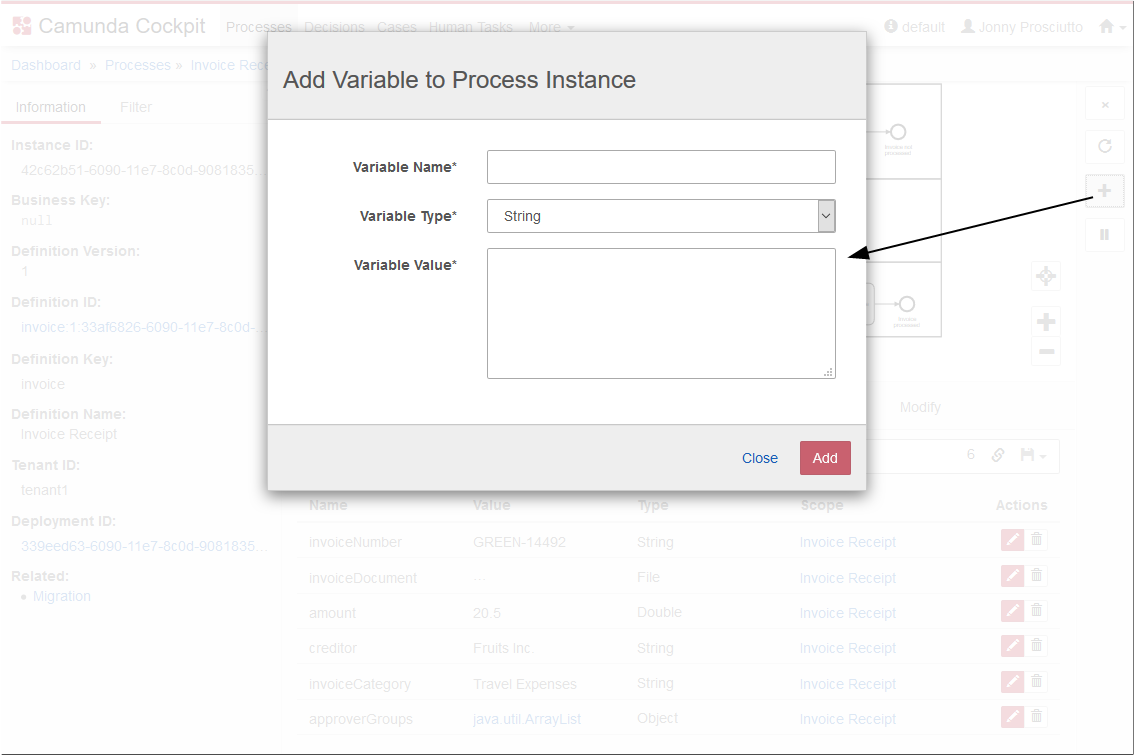 Camunda Cockpit Processes Decisions Cases Human Tasks More default Jonny Prosciutto
Dashboard » Processes » Invoice Rece
Information Filter
Instance ID:
42c62b51-6090-11e7-8c0d-9081835...
Business Key:
null
Definition Version:
1
Definition ID:
invoice:1:33af6826-6090-11e7-8c0d-...
Definition Key:
invoice
Definition Name:
Invoice Receipt
Tenant ID:
tenant1
Deployment ID:
339eed63-6090-11e7-8c0d-9081835...
Related:
• Migration
Add Variable to Process Instance
Variable Name*
Variable Type* String
Variable Value*
Close Add
Invoice not
processed
Invoice
processed
Modify
6
Name Value Type Scope Actions
invoiceNumber GREEN-14492 String Invoice Receipt
invoiceDocument --- File Invoice Receipt
amount 20.5 Double Invoice Receipt
creditor Fruits Inc. String Invoice Receipt
invoiceCategory Travel Expenses String Invoice Receipt
approverGroups java.util.ArrayList Object Invoice Receipt